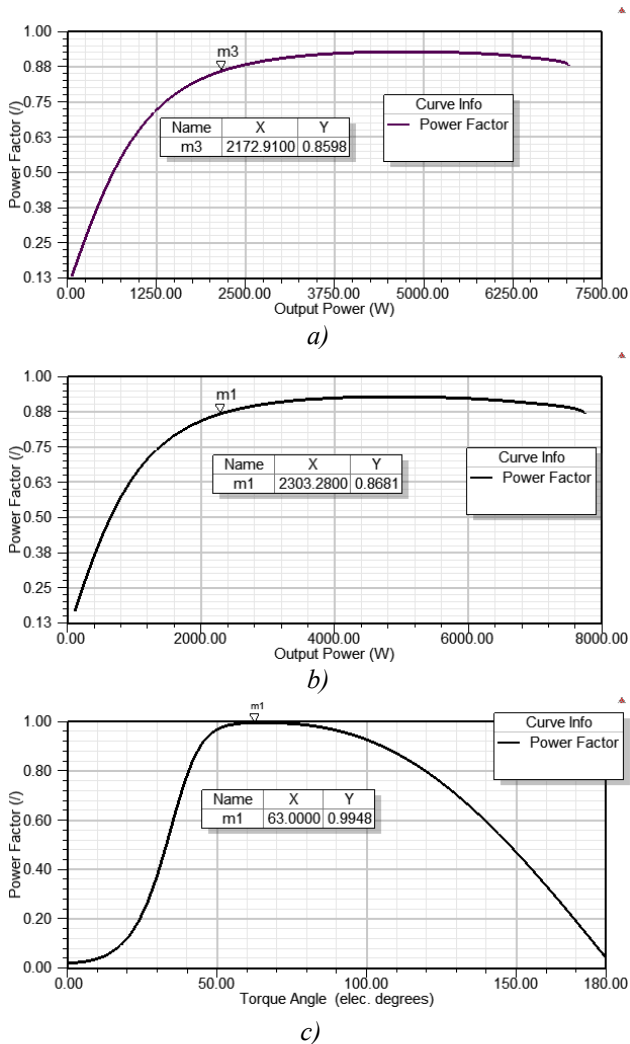 1.00
0.88
0.75
0.63
0.50
0.38
0.25
0.13
Power Factor (/)
m3
Name X Y
m3 2172.9100 0.8598
Curve Info
Power Factor
0.00 1250.00 2500.00 3750.00 5000.00 6250.00 7500.00
Output Power (W)
a)
1.00
0.88
0.75
0.63
0.50
0.38
0.25
0.13
Power Factor (/)
m1
Name X Y
m1 2303.2800 0.8681
Curve Info
Power Factor
0.00 2000.00 4000.00 6000.00 8000.00
Output Power (W)
b)
1.00
0.80
0.60
0.40
0.20
0.00
Power Factor (/)
m1
Name X Y
m1 63.0000 0.9948
Curve Info
Power Factor
0.00 50.00 100.00 150.00 180.00
Torque Angle (elec. degrees)
c)